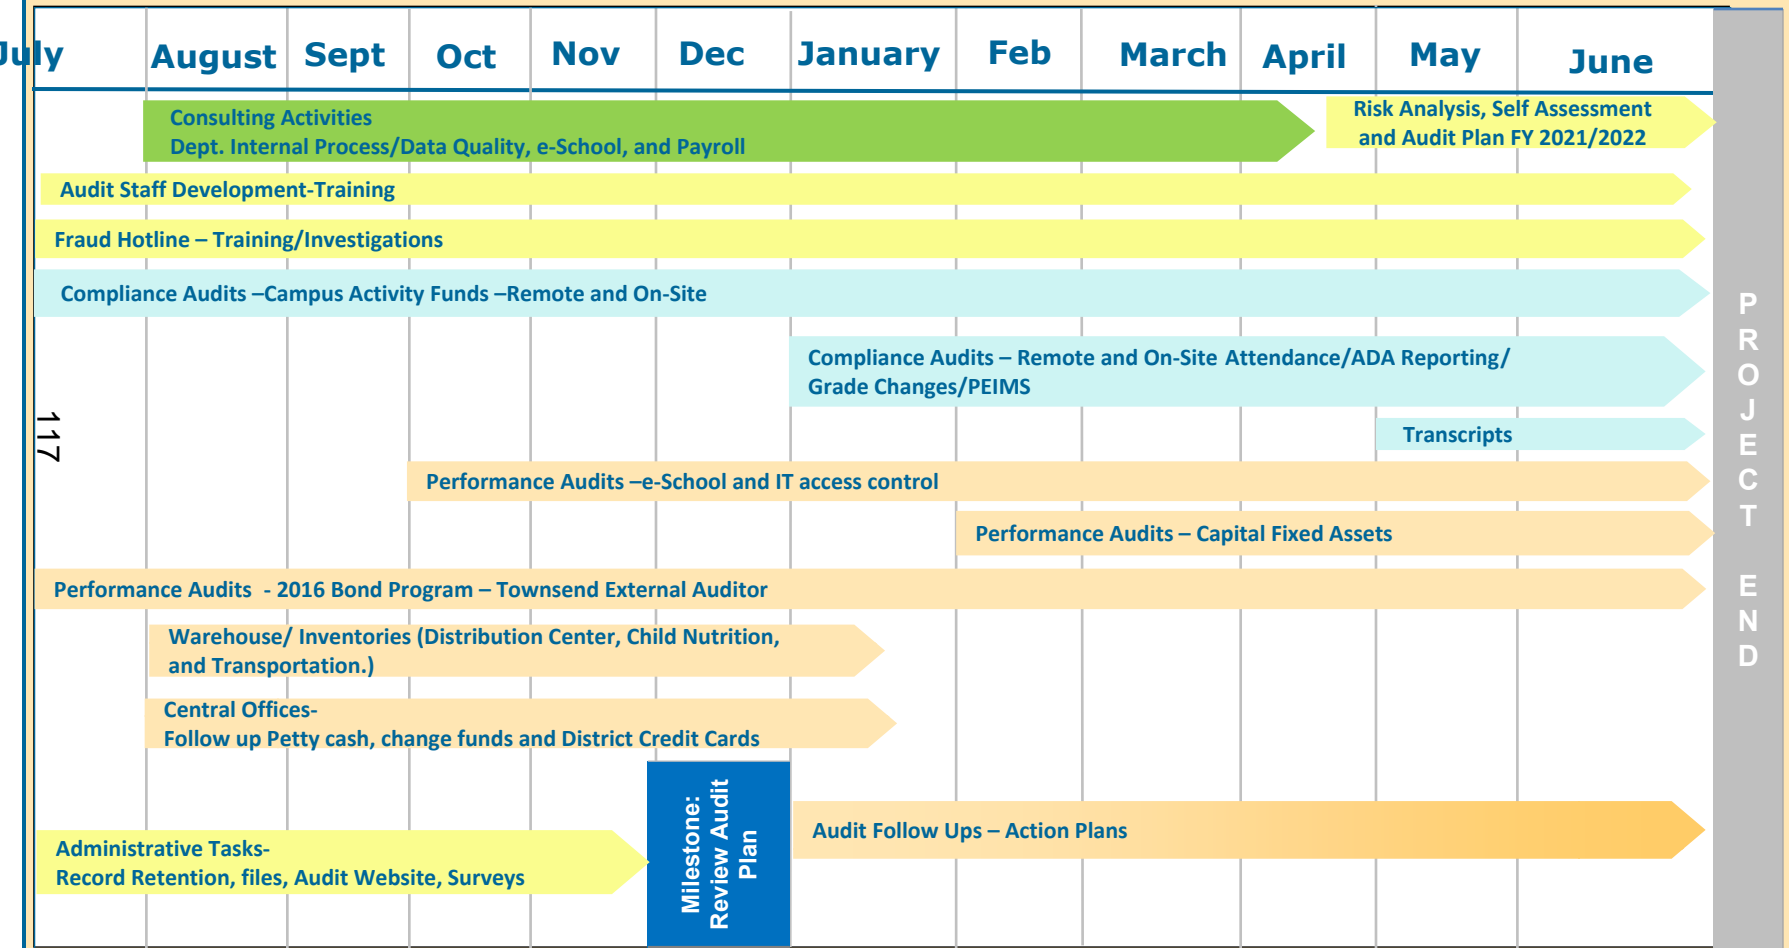 July August Sept Oct Nov Dec January Feb March April May June
Consulting Activities
Dept. Internal Process/Data Quality, e-School, and Payroll
Risk Analysis, Self Assessment
and Audit Plan FY 2021/2022
Audit Staff Development-Training
Fraud Hotline – Training/Investigations
Compliance Audits –Campus Activity Funds –Remote and On-Site
Compliance Audits – Remote and On-Site Attendance/ADA Reporting/
Grade Changes/PEIMS
117
Transcripts
Performance Audits –e-School and IT access control
Performance Audits – Capital Fixed Assets
Performance Audits - 2016 Bond Program – Townsend External Auditor
Warehouse/ Inventories (Distribution Center, Child Nutrition,
and Transportation.)
Central Offices-
Follow up Petty cash, change funds and District Credit Cards
Milestone:
Review Audit
Plan
Audit Follow Ups – Action Plans
Administrative Tasks-
Record Retention, files, Audit Website, Surveys
PROJECT END